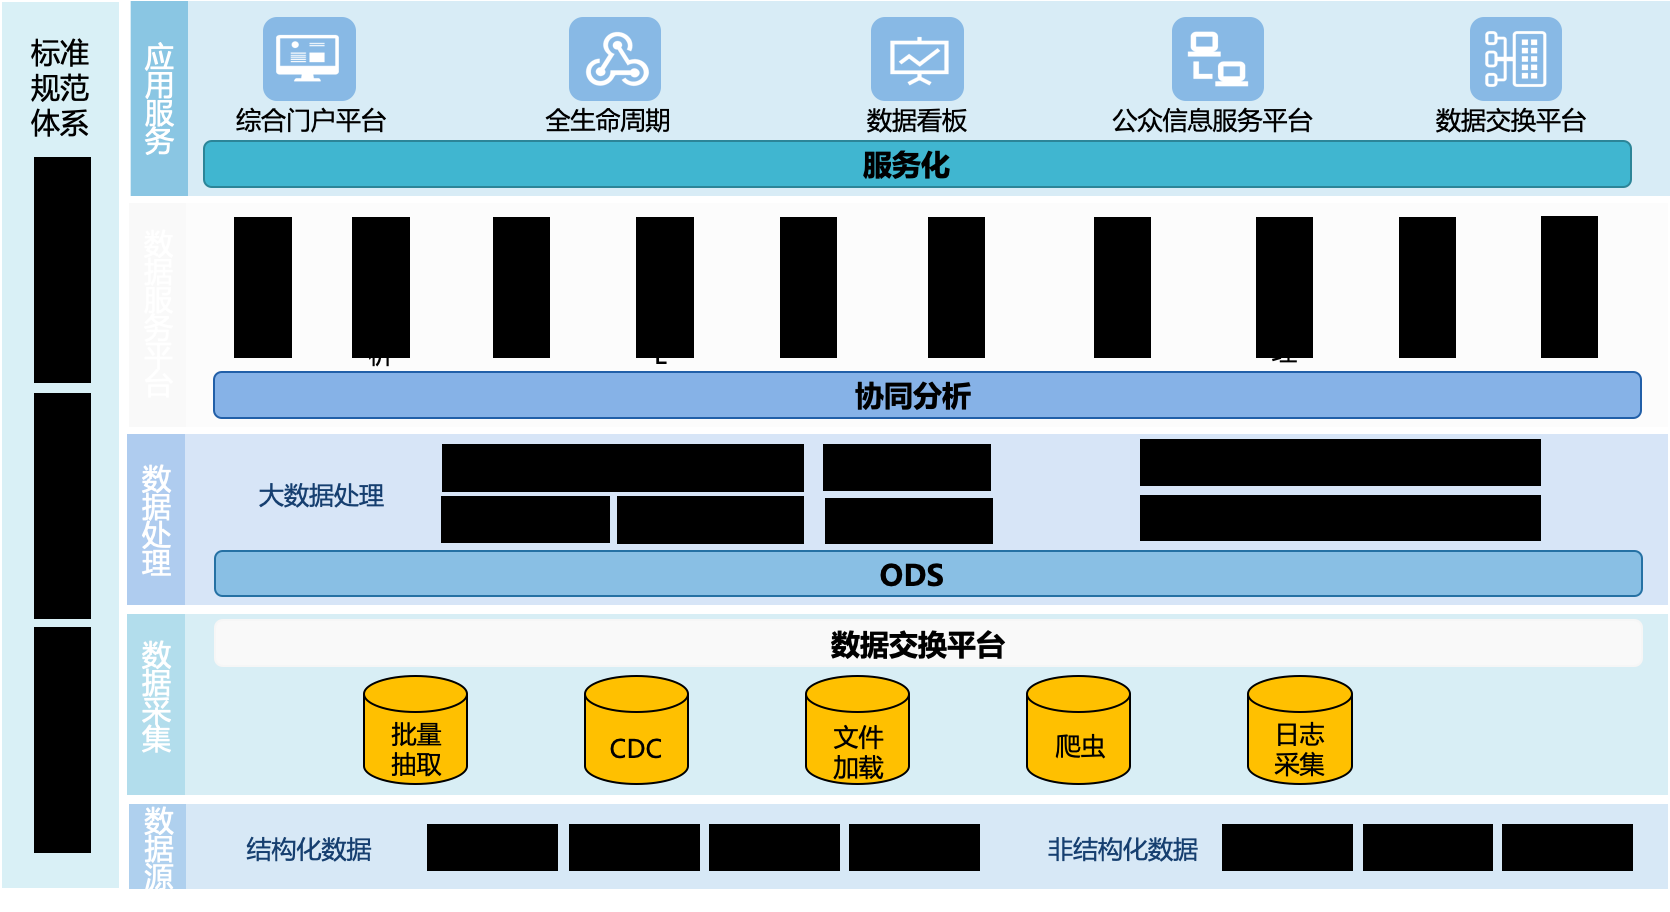 标准
规范
体系
应用服务
综合门户平台
全生命周期
数据看板
公众信息服务平台
数据交换平台
服务化
数据服务平台
析
协同分析
数据处理
大数据处理
ODS
数据采集
数据交换平台
批量
抽取
CDC
文件
加载
爬虫
日志
采集
数据源
结构化数据
非结构化数据